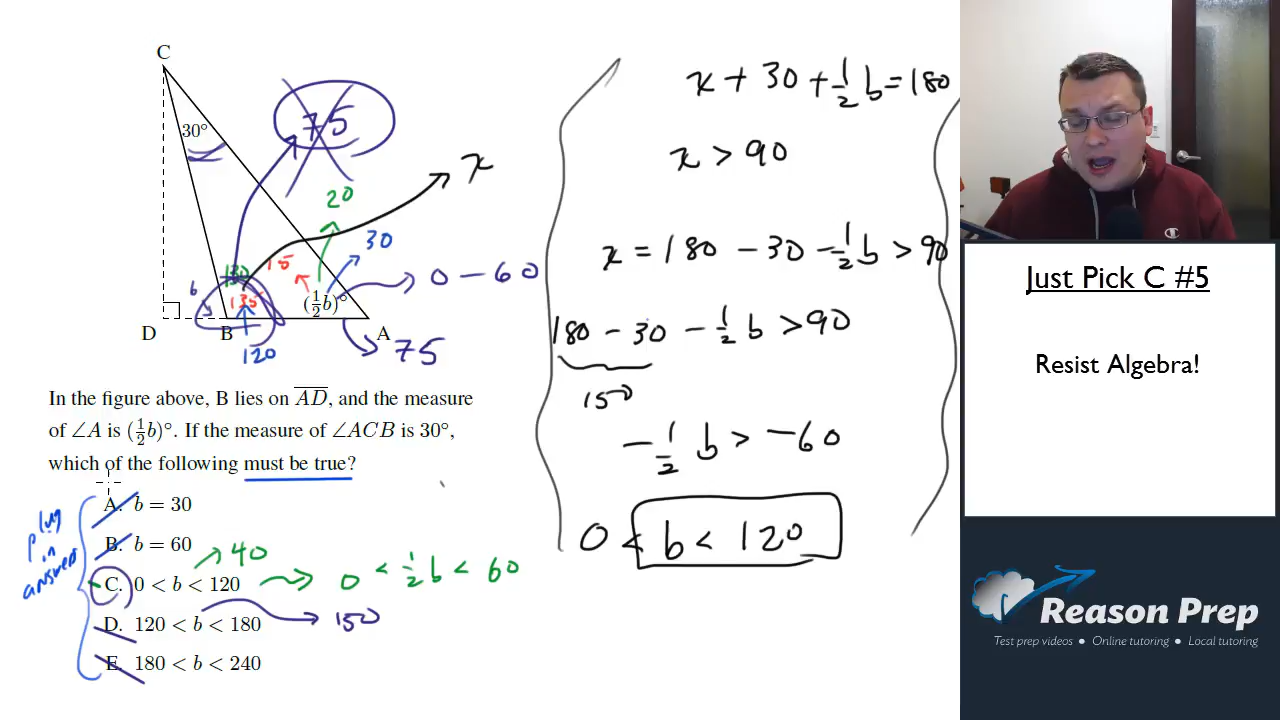 C
30°
75
x
20
30
0 – 60
130
15
6
135
(½b)°
D
B
A
120
75
In the figure above, B lies on AD, and the measure
of ∠A is (½b)°. If the measure of ∠ACB is 30°,
which of the following must be true?
plug
in
answers
A. b = 30
B. b = 60
40
C. 0 < b < 120
0 < ½b < 60
D. 120 < b < 180
150
E. 180 < b < 240
x + 30 + ½b = 180
x > 90
x = 180 – 30 – ½b > 90
180 – 30 – ½b > 90
150
–½b > –60
0 < b < 120
C
Just Pick C #5
Resist Algebra!
Reason Prep
Test prep videos • Online tutoring • Local tutoring